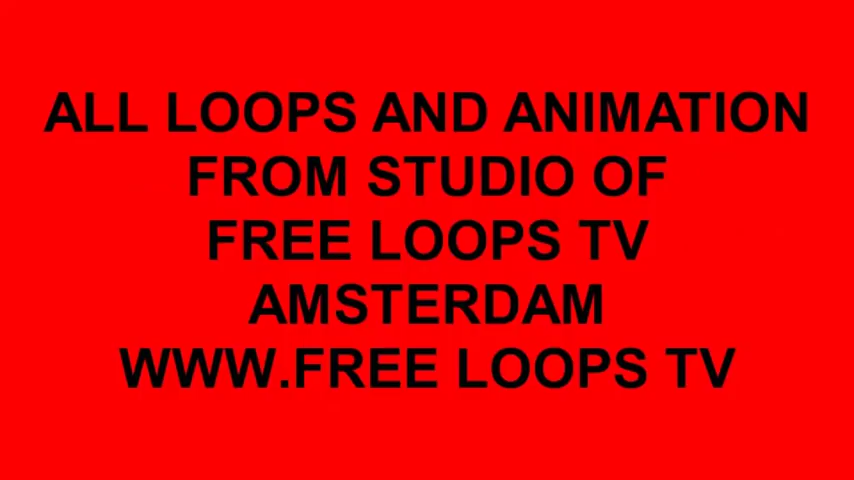 ALL LOOPS AND ANIMATION
FROM STUDIO OF
FREE LOOPS TV
AMSTERDAM
WWW.FREE LOOPS TV